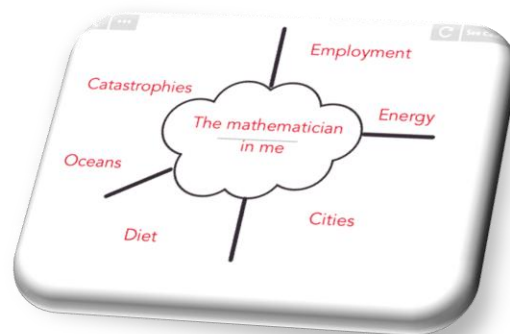 Employment
Catastrophies
Energy
The mathematician
in me
Oceans
Cities
Diet